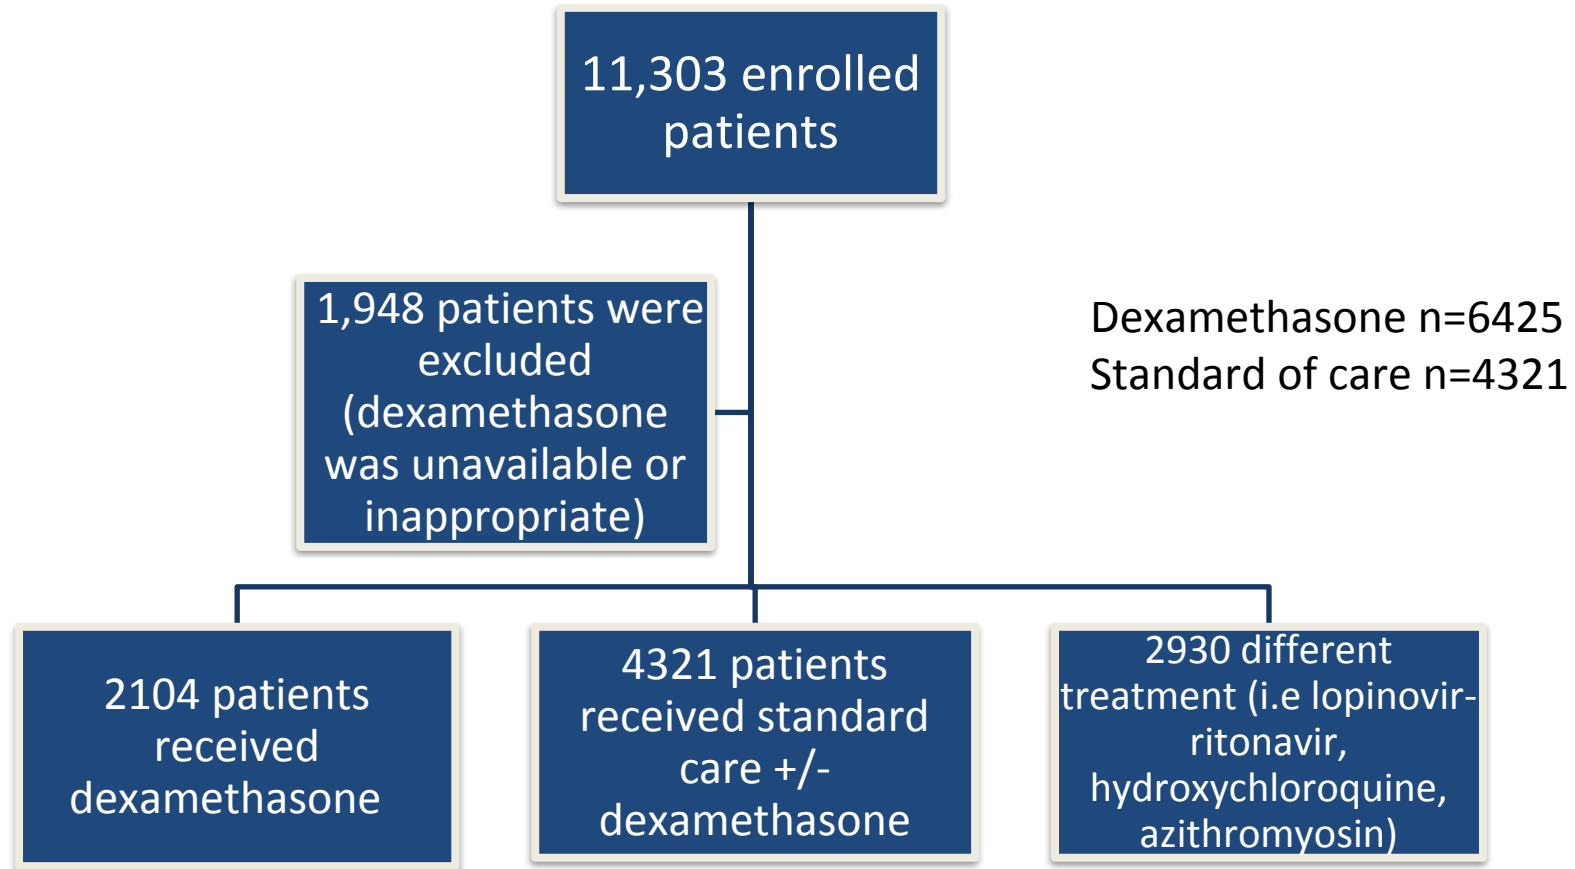 11,303 enrolled
patients
1,948 patients were
excluded
(dexamethasone
was unavailable or
inappropriate)
Dexamethasone n=6425
Standard of care n=4321
2104 patients
received
dexamethasone
4321 patients
received standard
care +/-
dexamethasone
2930 different
treatment (i.e lopinovir-
ritonavir,
hydroxychloroquine,
azithromyosin)